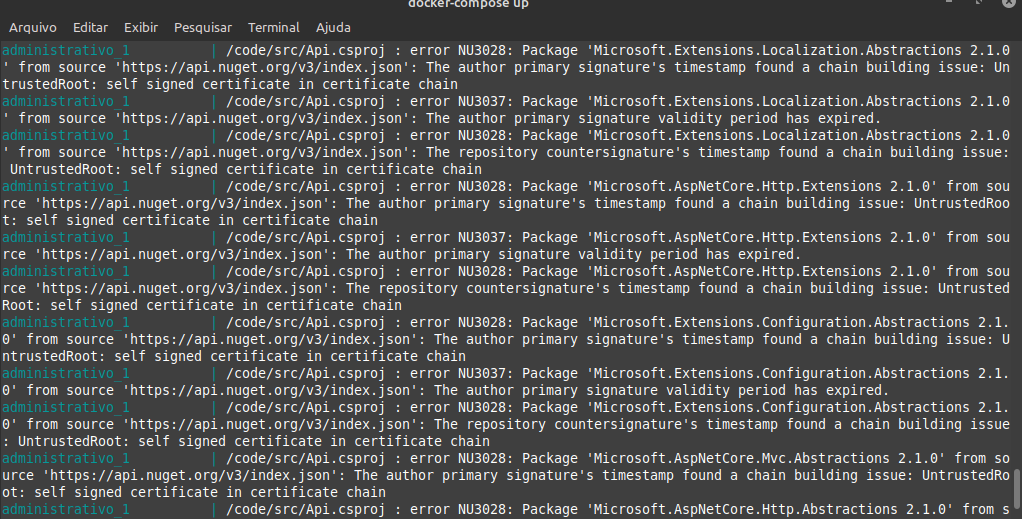 docker-compose up
Arquivo Editar Exibir Pesquisar Terminal Ajuda
administrativo_1 | /code/src/Api.csproj : error NU3028: Package 'Microsoft.Extensions.Localization.Abstractions 2.1.0
' from source 'https://api.nuget.org/v3/index.json': The author primary signature's timestamp found a chain building issue: Un
trustedRoot: self signed certificate in certificate chain
administrativo_1 | /code/src/Api.csproj : error NU3037: Package 'Microsoft.Extensions.Localization.Abstractions 2.1.0
' from source 'https://api.nuget.org/v3/index.json': The author primary signature validity period has expired.
administrativo_1 | /code/src/Api.csproj : error NU3028: Package 'Microsoft.Extensions.Localization.Abstractions 2.1.0
' from source 'https://api.nuget.org/v3/index.json': The repository countersignature's timestamp found a chain building issue:
 UntrustedRoot: self signed certificate in certificate chain
administrativo_1 | /code/src/Api.csproj : error NU3028: Package 'Microsoft.AspNetCore.Http.Extensions 2.1.0' from sou
rce 'https://api.nuget.org/v3/index.json': The author primary signature's timestamp found a chain building issue: UntrustedRoo
t: self signed certificate in certificate chain
administrativo_1 | /code/src/Api.csproj : error NU3037: Package 'Microsoft.AspNetCore.Http.Extensions 2.1.0' from sou
rce 'https://api.nuget.org/v3/index.json': The author primary signature validity period has expired.
administrativo_1 | /code/src/Api.csproj : error NU3028: Package 'Microsoft.AspNetCore.Http.Extensions 2.1.0' from sou
rce 'https://api.nuget.org/v3/index.json': The repository countersignature's timestamp found a chain building issue: Untrusted
Root: self signed certificate in certificate chain
administrativo_1 | /code/src/Api.csproj : error NU3028: Package 'Microsoft.Extensions.Configuration.Abstractions 2.1.
0' from source 'https://api.nuget.org/v3/index.json': The author primary signature's timestamp found a chain building issue: U
ntrustedRoot: self signed certificate in certificate chain
administrativo_1 | /code/src/Api.csproj : error NU3037: Package 'Microsoft.Extensions.Configuration.Abstractions 2.1.
0' from source 'https://api.nuget.org/v3/index.json': The author primary signature validity period has expired.
administrativo_1 | /code/src/Api.csproj : error NU3028: Package 'Microsoft.Extensions.Configuration.Abstractions 2.1.
0' from source 'https://api.nuget.org/v3/index.json': The repository countersignature's timestamp found a chain building issue
: UntrustedRoot: self signed certificate in certificate chain
administrativo_1 | /code/src/Api.csproj : error NU3028: Package 'Microsoft.AspNetCore.Mvc.Abstractions 2.1.0' from so
urce 'https://api.nuget.org/v3/index.json': The author primary signature's timestamp found a chain building issue: UntrustedRo
ot: self signed certificate in certificate chain
administrativo_1 | /code/src/Api.csproj : error NU3028: Package 'Microsoft.AspNetCore.Http.Abstractions 2.1.0' from s